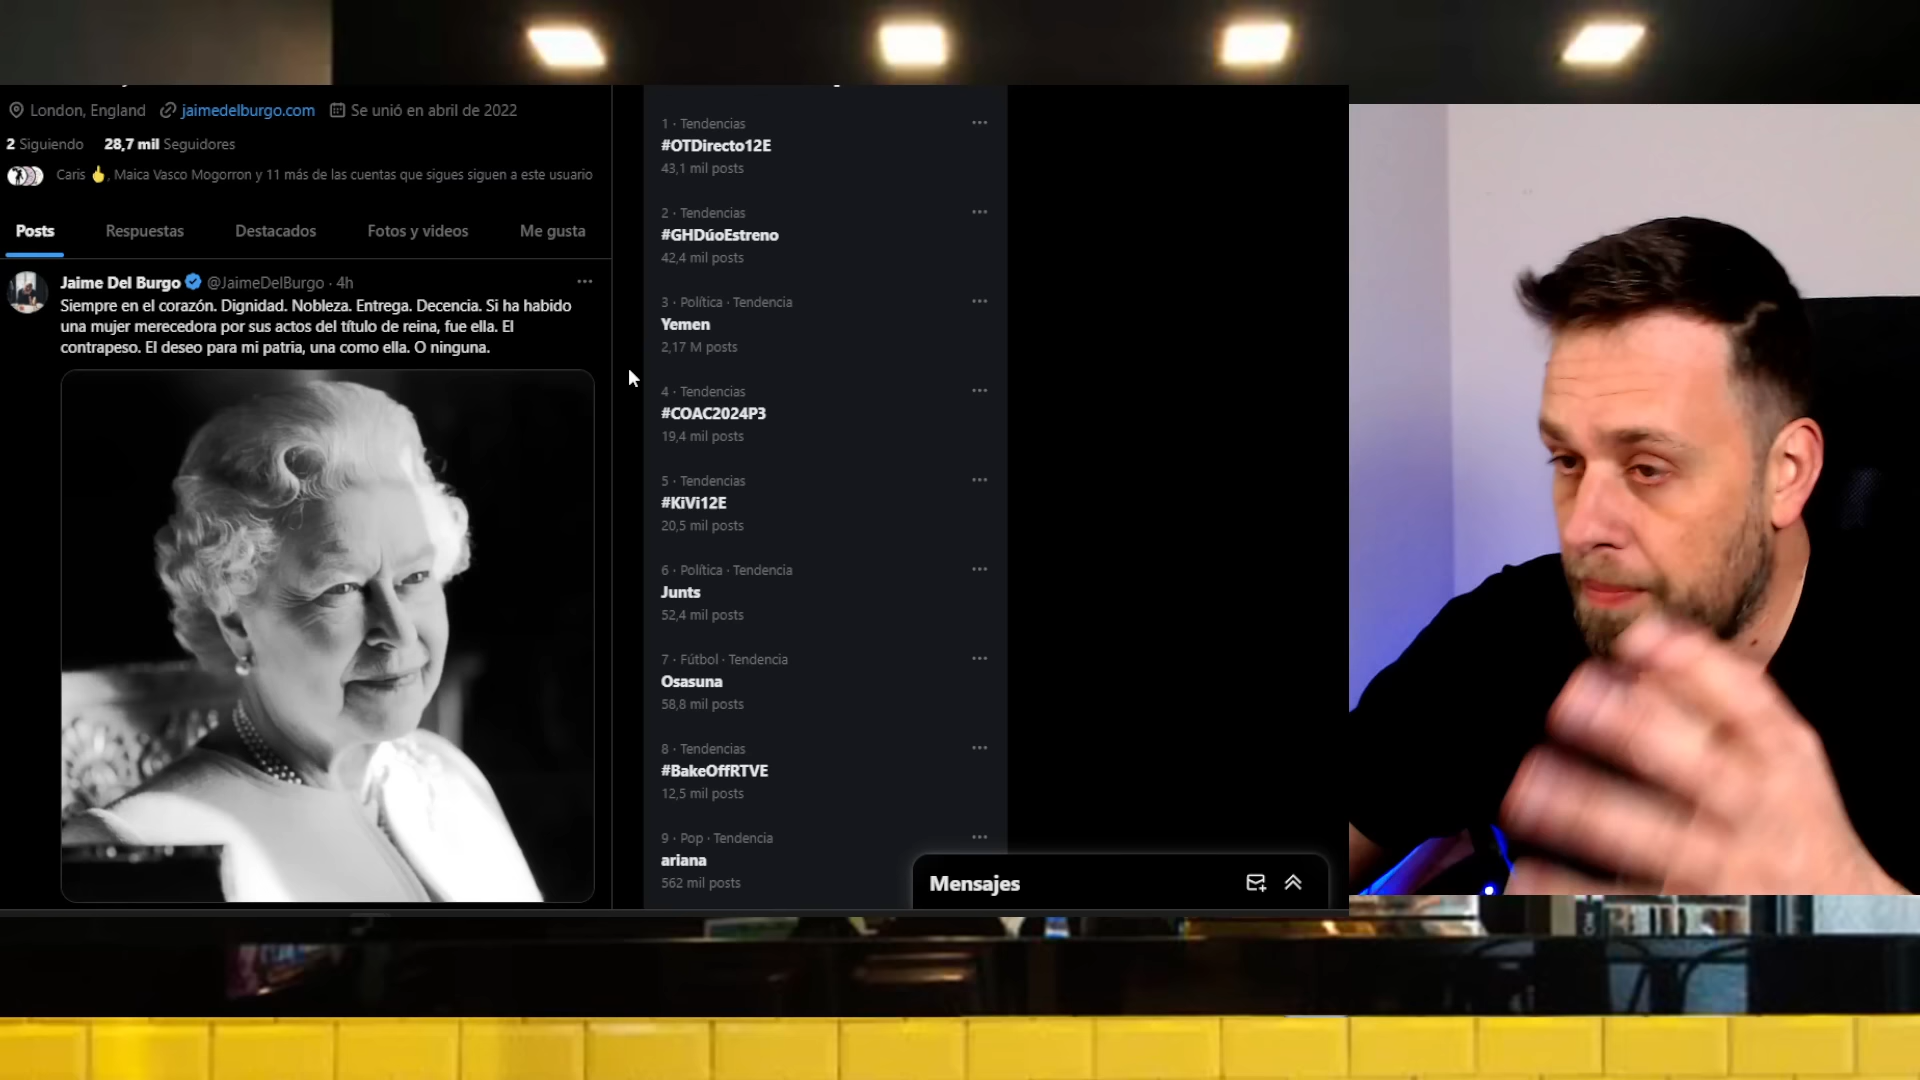 London, England jaimedelburgo.com Se unió en abril de 2022
2 Siguiendo 28,7 mil Seguidores
Caris 🖕, Maica Vasco Mogorron y 11 más de las cuentas que sigues siguen a este usuario
Posts Respuestas Destacados Fotos y videos Me gusta
Jaime Del Burgo @JaimeDelBurgo · 4h
Siempre en el corazón. Dignidad. Nobleza. Entrega. Decencia. Si ha habido
una mujer merecedora por sus actos del título de reina, fue ella. El
contrapeso. El deseo para mi patria, una como ella. O ninguna.
1 · Tendencias
#OTDirecto12E
43,1 mil posts
2 · Tendencias
#GHDúoEstreno
42,4 mil posts
3 · Política · Tendencia
Yemen
2,17 M posts
4 · Tendencias
#COAC2024P3
19,4 mil posts
5 · Tendencias
#KiVi12E
20,5 mil posts
6 · Política · Tendencia
Junts
52,4 mil posts
7 · Fútbol · Tendencia
Osasuna
58,8 mil posts
8 · Tendencias
#BakeOffRTVE
12,5 mil posts
9 · Pop · Tendencia
ariana
562 mil posts
Mensajes